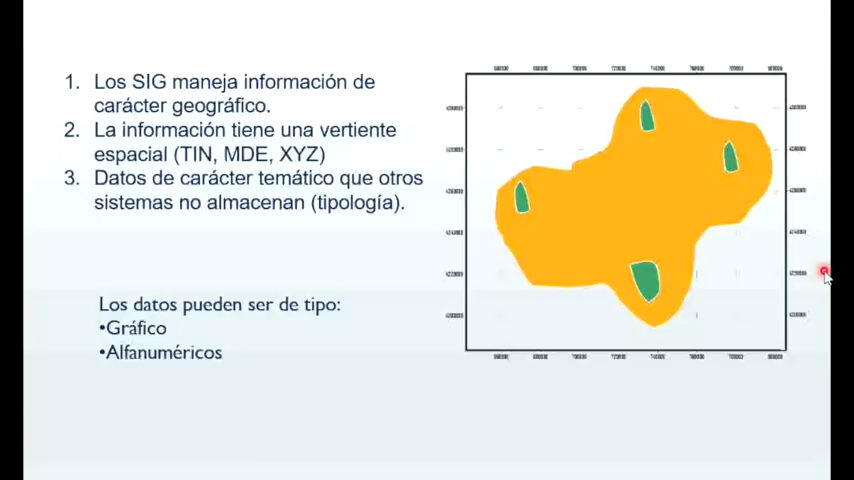 1. Los SIG maneja información de
carácter geográfico.
2. La información tiene una vertiente
espacial (TIN, MDE, XYZ)
3. Datos de carácter temático que otros
sistemas no almacenan (tipología).
Los datos pueden ser de tipo:
•Gráfico
•Alfanuméricos